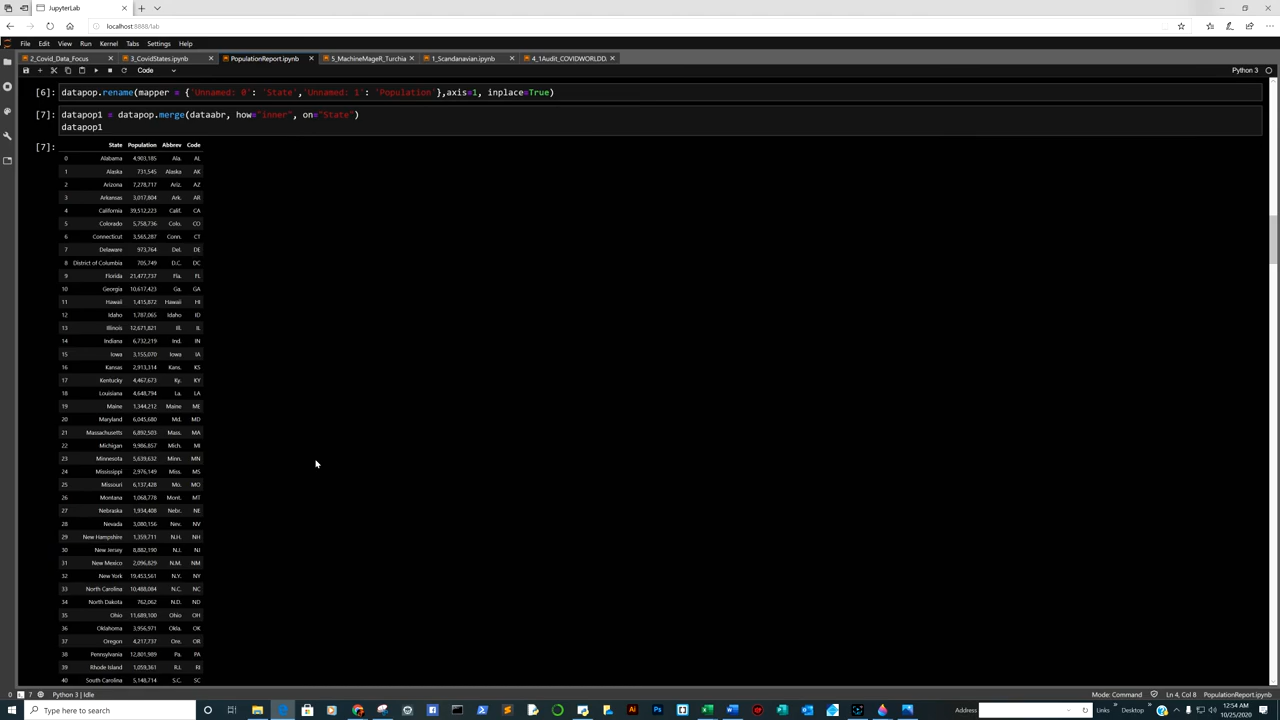 JupyterLab
localhost:8888/lab
File Edit View Run Kernel Tabs Settings Help
2_Covid_Data_Focus 3_CovidStates.ipynb PopulationReport.ipynb 5_MachineMageR_Turchia 1_Scandanavian.ipynb 4_1Audit_COVIDWORLDD.
Code Python 3
[6]: datapop.rename(mapper = {'Unnamed: 0': 'State','Unnamed: 1': 'Population'},axis=1, inplace=True)
[7]: datapop1 = datapop.merge(dataabr, how="inner", on="State")
datapop1
[7]: State Population Abbrev Code
0 Alabama 4,903,185 Ala. AL
1 Alaska 731,545 Alaska AK
2 Arizona 7,278,717 Ariz. AZ
3 Arkansas 3,017,804 Ark. AR
4 California 39,512,223 Calif. CA
5 Colorado 5,758,736 Colo. CO
6 Connecticut 3,565,287 Conn. CT
7 Delaware 973,764 Del. DE
8 District of Columbia 705,749 D.C. DC
9 Florida 21,477,737 Fla. FL
10 Georgia 10,617,423 Ga. GA
11 Hawaii 1,415,872 Hawaii HI
12 Idaho 1,787,065 Idaho ID
13 Illinois 12,671,821 Ill. IL
14 Indiana 6,732,219 Ind. IN
15 Iowa 3,155,070 Iowa IA
16 Kansas 2,913,314 Kans. KS
17 Kentucky 4,467,673 Ky. KY
18 Louisiana 4,648,794 La. LA
19 Maine 1,344,212 Maine ME
20 Maryland 6,045,680 Md. MD
21 Massachusetts 6,892,503 Mass. MA
22 Michigan 9,986,857 Mich. MI
23 Minnesota 5,639,632 Minn. MN
24 Mississippi 2,976,149 Miss. MS
25 Missouri 6,137,428 Mo. MO
26 Montana 1,068,778 Mont. MT
27 Nebraska 1,934,408 Nebr. NE
28 Nevada 3,080,156 Nev. NV
29 New Hampshire 1,359,711 N.H. NH
30 New Jersey 8,882,190 N.J. NJ
31 New Mexico 2,096,829 N.M. NM
32 New York 19,453,561 N.Y. NY
33 North Carolina 10,488,084 N.C. NC
34 North Dakota 762,062 N.D. ND
35 Ohio 11,689,100 Ohio OH
36 Oklahoma 3,956,971 Okla. OK
37 Oregon 4,217,737 Ore. OR
38 Pennsylvania 12,801,989 Pa. PA
39 Rhode Island 1,059,361 R.I. RI
40 South Carolina 5,148,714 S.C. SC
0 7 Python 3 | Idle Mode: Command Ln 4, Col 8 PopulationReport.ipynb
Type here to search Address Links Desktop 12:54 AM
10/25/2020